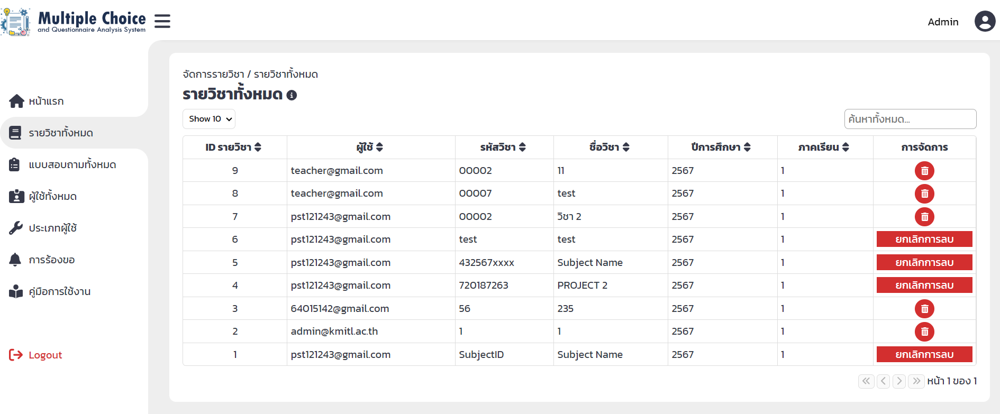 Multiple Choice
and Questionnaire Analysis System
Admin
หน้าแรก
รายวิชาทั้งหมด
แบบสอบถามทั้งหมด
ผู้ใช้ทั้งหมด
ประเภทผู้ใช้
การร้องขอ
คู่มือการใช้งาน
Logout
จัดการรายวิชา / รายวิชาทั้งหมด
รายวิชาทั้งหมด
Show 10
ค้นหาทั้งหมด...
ID รายวิชา ผู้ใช้ รหัสวิชา ชื่อวิชา ปีการศึกษา ภาคเรียน การจัดการ
9 teacher@gmail.com 00002 11 2567 1
8 teacher@gmail.com 00007 test 2567 1
7 pst121243@gmail.com 00002 วิชา 2 2567 1
6 pst121243@gmail.com test test 2567 1 ยกเลิกการลบ
5 pst121243@gmail.com 432567xxxx Subject Name 2567 1 ยกเลิกการลบ
4 pst121243@gmail.com 720187263 PROJECT 2 2567 1 ยกเลิกการลบ
3 64015142@gmail.com 56 235 2567 1
2 admin@kmitl.ac.th 1 1 2567 1
1 pst121243@gmail.com SubjectID Subject Name 2567 1 ยกเลิกการลบ
หน้า 1 ของ 1